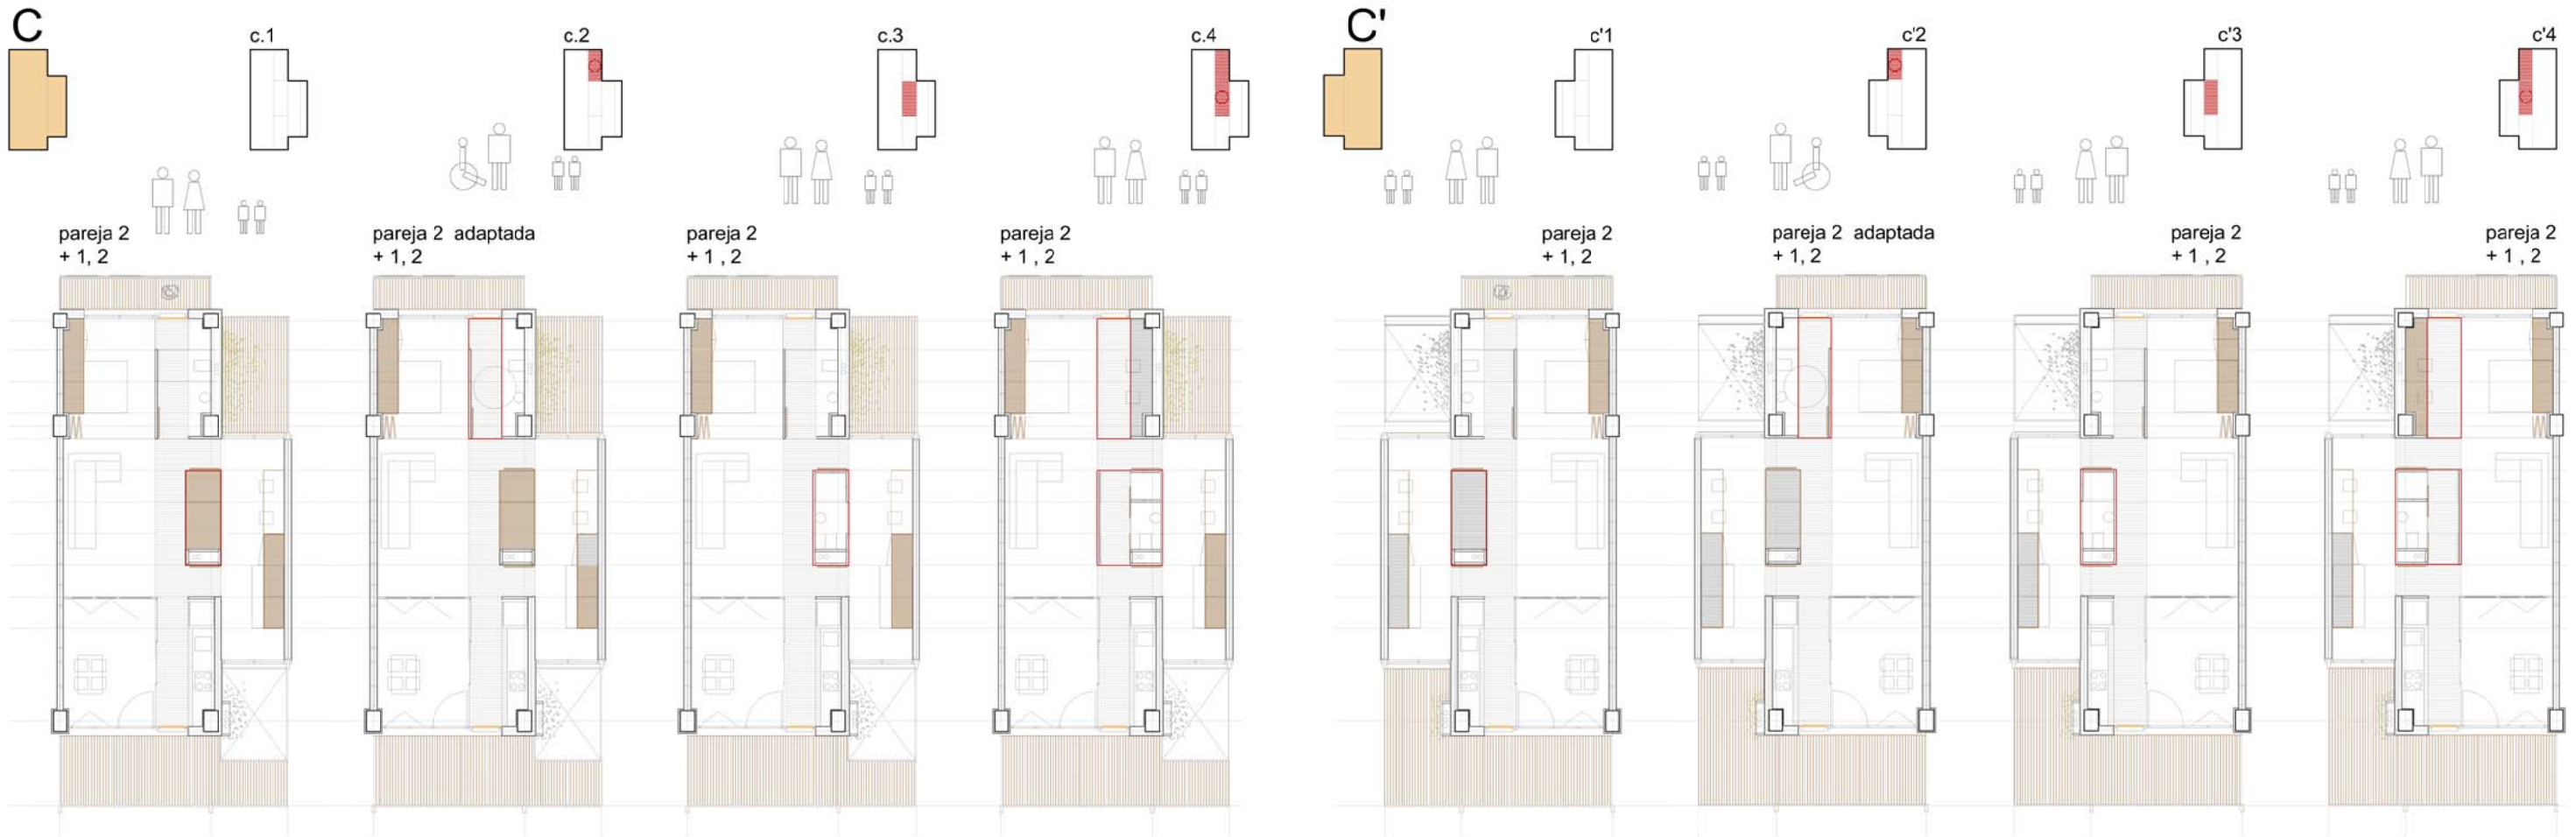 C
c.1
c.2
c.3
c.4
C'
c'1
c'2
c'3
c'4
pareja 2
+ 1, 2
pareja 2 adaptada
+ 1, 2
pareja 2
+ 1 , 2
pareja 2
+ 1 , 2
pareja 2
+ 1, 2
pareja 2 adaptada
+ 1, 2
pareja 2
+ 1 , 2
pareja 2
+ 1 , 2